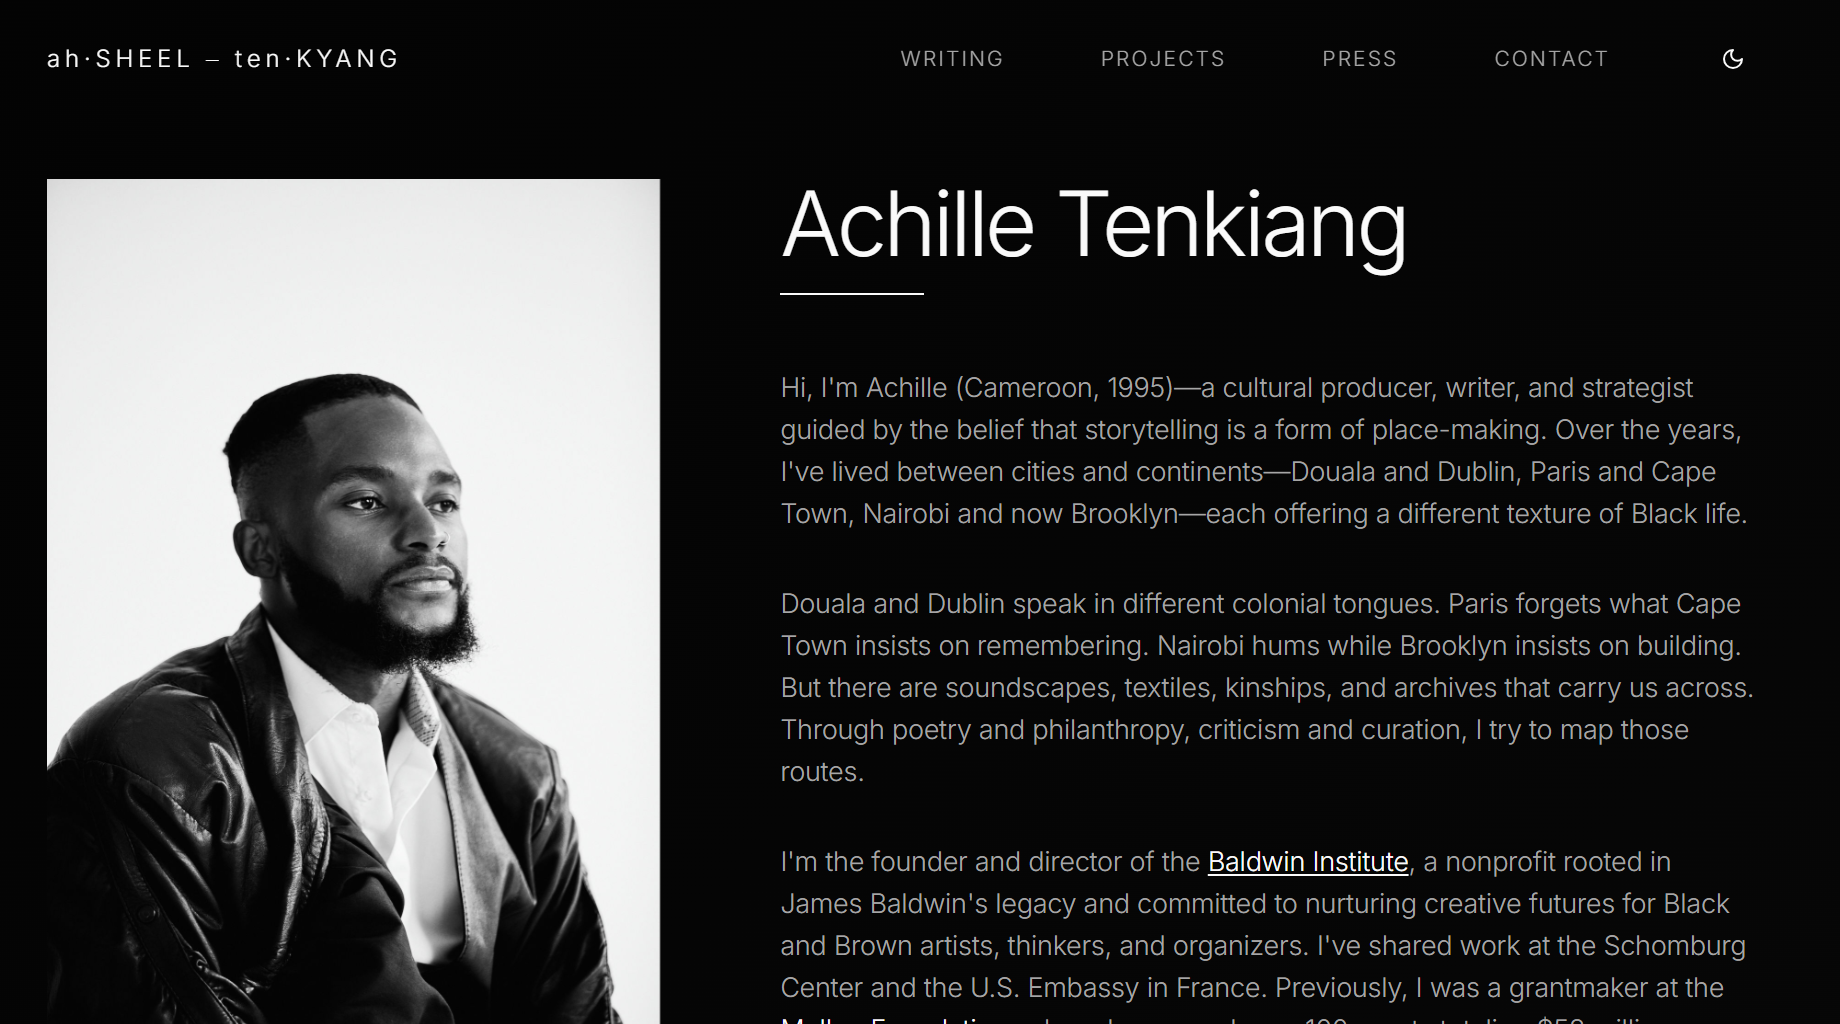 ah·SHEEL – ten·KYANG
WRITING PROJECTS PRESS CONTACT
Achille Tenkiang
Hi, I'm Achille (Cameroon, 1995)—a cultural producer, writer, and strategist
guided by the belief that storytelling is a form of place-making. Over the years,
I've lived between cities and continents—Douala and Dublin, Paris and Cape
Town, Nairobi and now Brooklyn—each offering a different texture of Black life.
Douala and Dublin speak in different colonial tongues. Paris forgets what Cape
Town insists on remembering. Nairobi hums while Brooklyn insists on building.
But there are soundscapes, textiles, kinships, and archives that carry us across.
Through poetry and philanthropy, criticism and curation, I try to map those
routes.
I'm the founder and director of the Baldwin Institute, a nonprofit rooted in
James Baldwin's legacy and committed to nurturing creative futures for Black
and Brown artists, thinkers, and organizers. I've shared work at the Schomburg
Center and the U.S. Embassy in France. Previously, I was a grantmaker at the